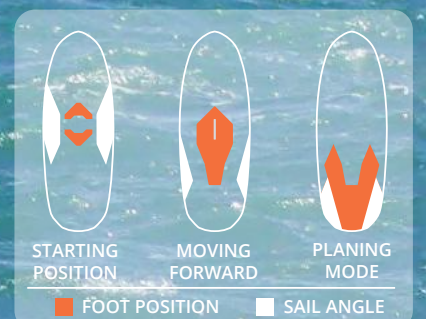 STARTING
POSITION
MOVING
FORWARD
PLANING
MODE
FOOT POSITION
SAIL ANGLE